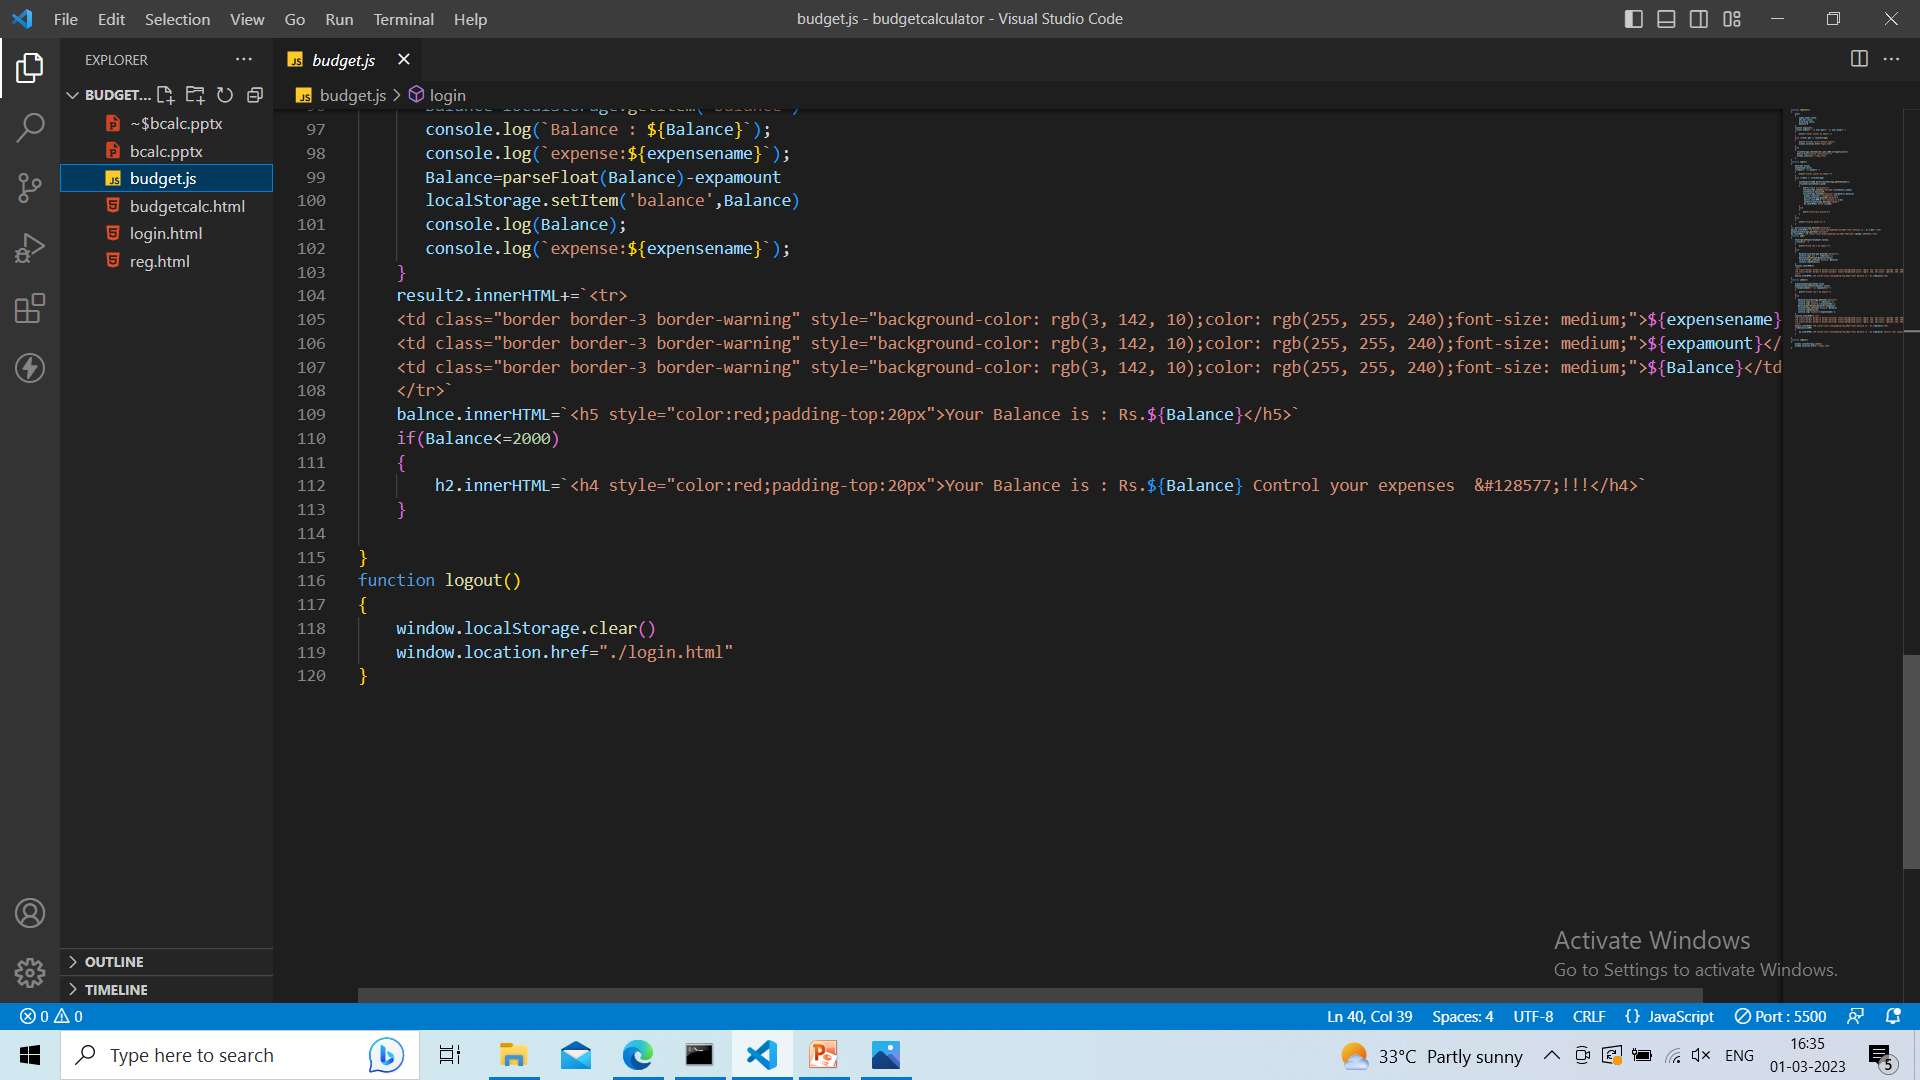 File Edit Selection View Go Run Terminal Help
budget.js - budgetcalculator - Visual Studio Code
EXPLORER
BUDGET...
~$bcalc.pptx
bcalc.pptx
budget.js
budgetcalc.html
login.html
reg.html
OUTLINE
TIMELINE
budget.js
budget.js > login
97 console.log(`Balance : ${Balance}`);
98 console.log(`expense:${expensename}`);
99 Balance=parseFloat(Balance)-expamount
100 localStorage.setItem('balance',Balance)
101 console.log(Balance);
102 console.log(`expense:${expensename}`);
103 }
104 result2.innerHTML+=`<tr>
105 <td class="border border-3 border-warning" style="background-color: rgb(3, 142, 10);color: rgb(255, 255, 240);font-size: medium;">${expensename}
106 <td class="border border-3 border-warning" style="background-color: rgb(3, 142, 10);color: rgb(255, 255, 240);font-size: medium;">${expamount}</
107 <td class="border border-3 border-warning" style="background-color: rgb(3, 142, 10);color: rgb(255, 255, 240);font-size: medium;">${Balance}</td
108 </tr>`
109 balnce.innerHTML=`<h5 style="color:red;padding-top:20px">Your Balance is : Rs.${Balance}</h5>`
110 if(Balance<=2000)
111 {
112 h2.innerHTML=`<h4 style="color:red;padding-top:20px">Your Balance is : Rs.${Balance} Control your expenses  &#128577;!!!</h4>`
113 }
114
115 }
116 function logout()
117 {
118 window.localStorage.clear()
119 window.location.href="./login.html"
120 }
Activate Windows
Go to Settings to activate Windows.
0 0
Ln 40, Col 39 Spaces: 4 UTF-8 CRLF {} JavaScript Port : 5500
Type here to search
33°C Partly sunny
ENG
16:35
01-03-2023
5